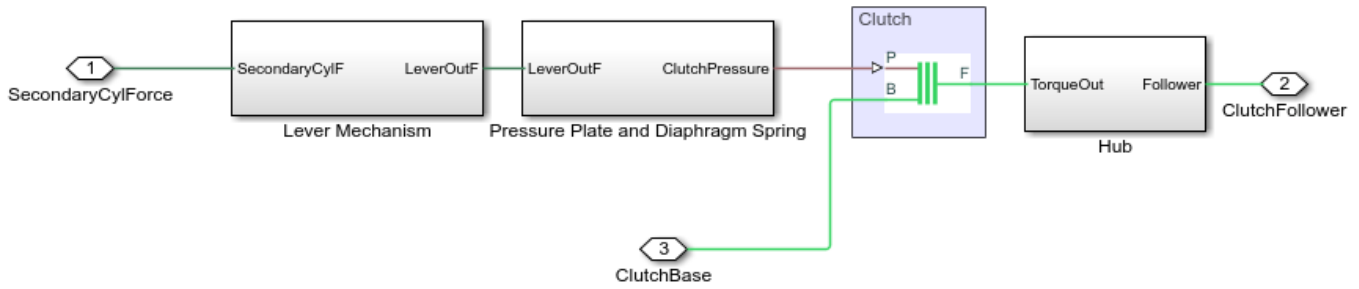 Clutch
1
SecondaryCylForce
SecondaryCylF
LeverOutF
Lever Mechanism
LeverOutF
ClutchPressure
Pressure Plate and Diaphragm Spring
P
B
F
TorqueOut
Follower
Hub
2
ClutchFollower
3
ClutchBase